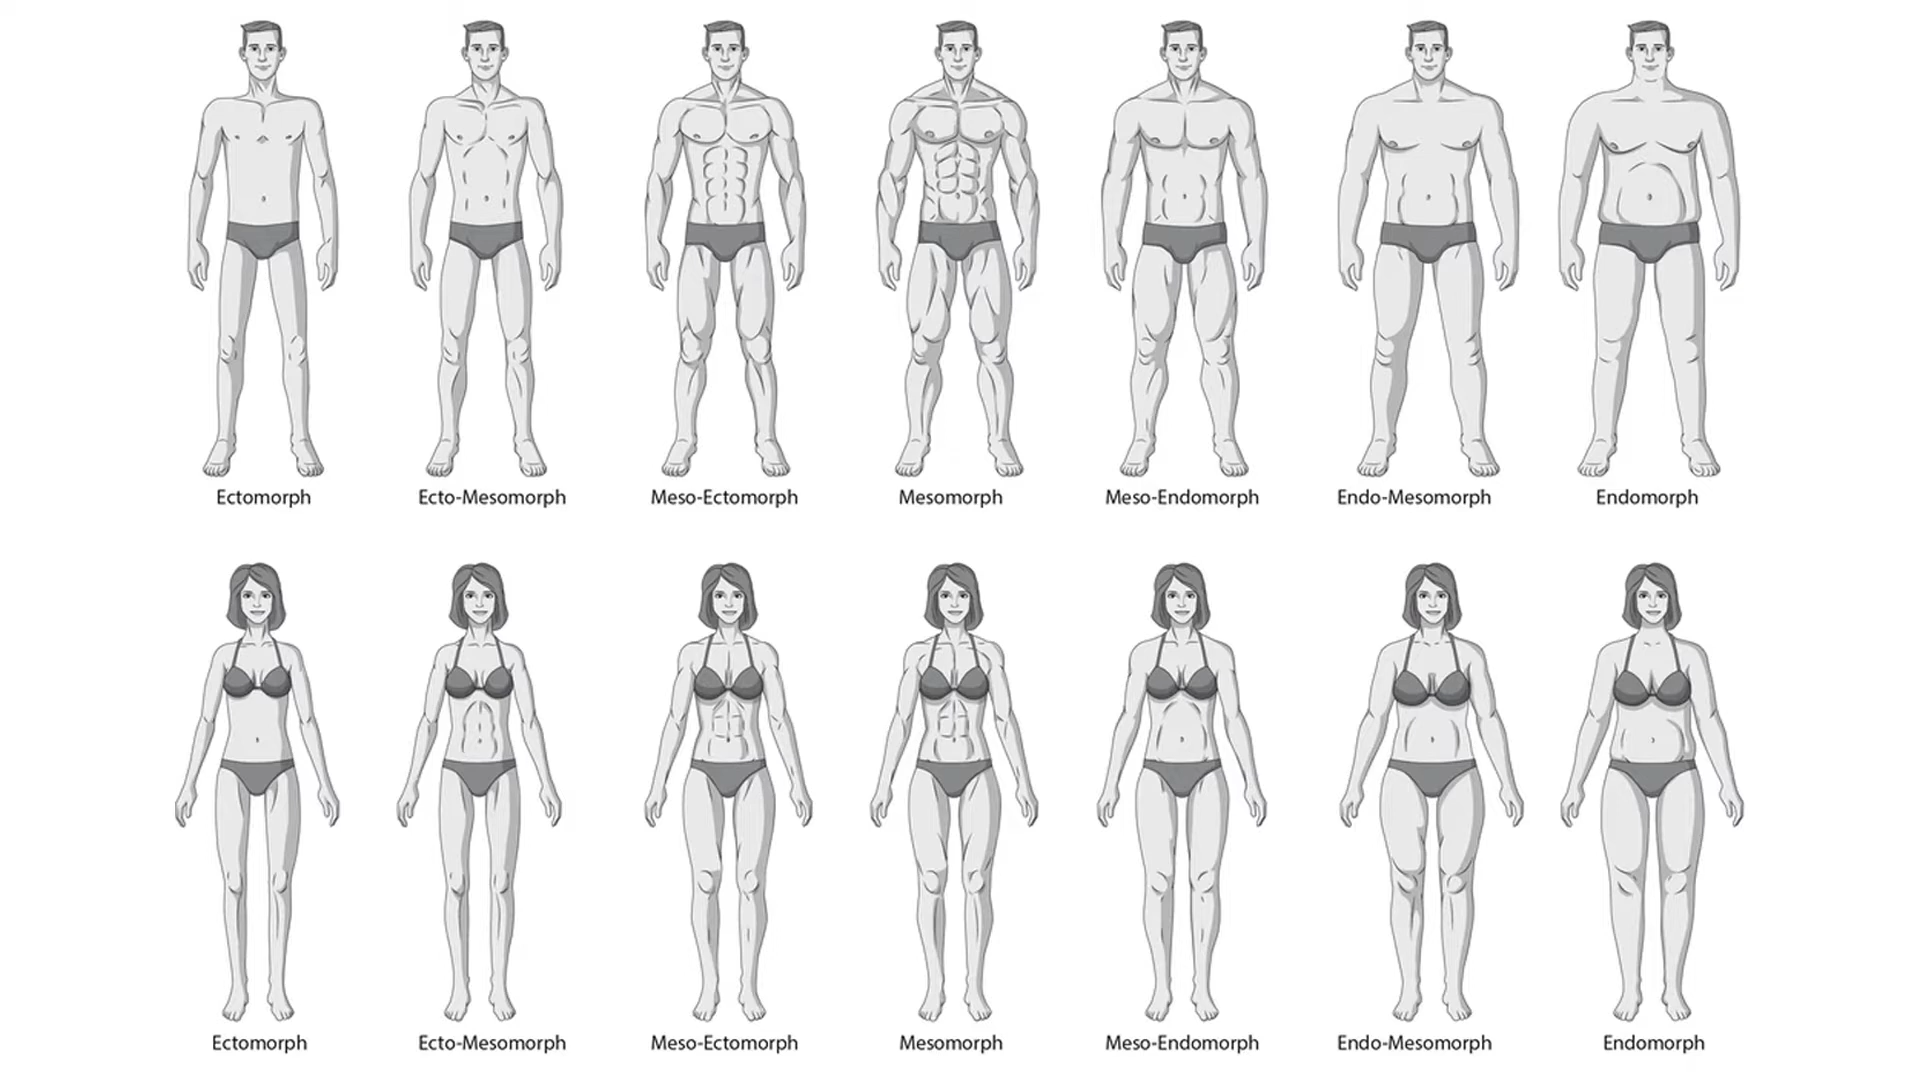 Ectomorph
Ecto-Mesomorph
Meso-Ectomorph
Mesomorph
Meso-Endomorph
Endo-Mesomorph
Endomorph
Ectomorph
Ecto-Mesomorph
Meso-Ectomorph
Mesomorph
Meso-Endomorph
Endo-Mesomorph
Endomorph